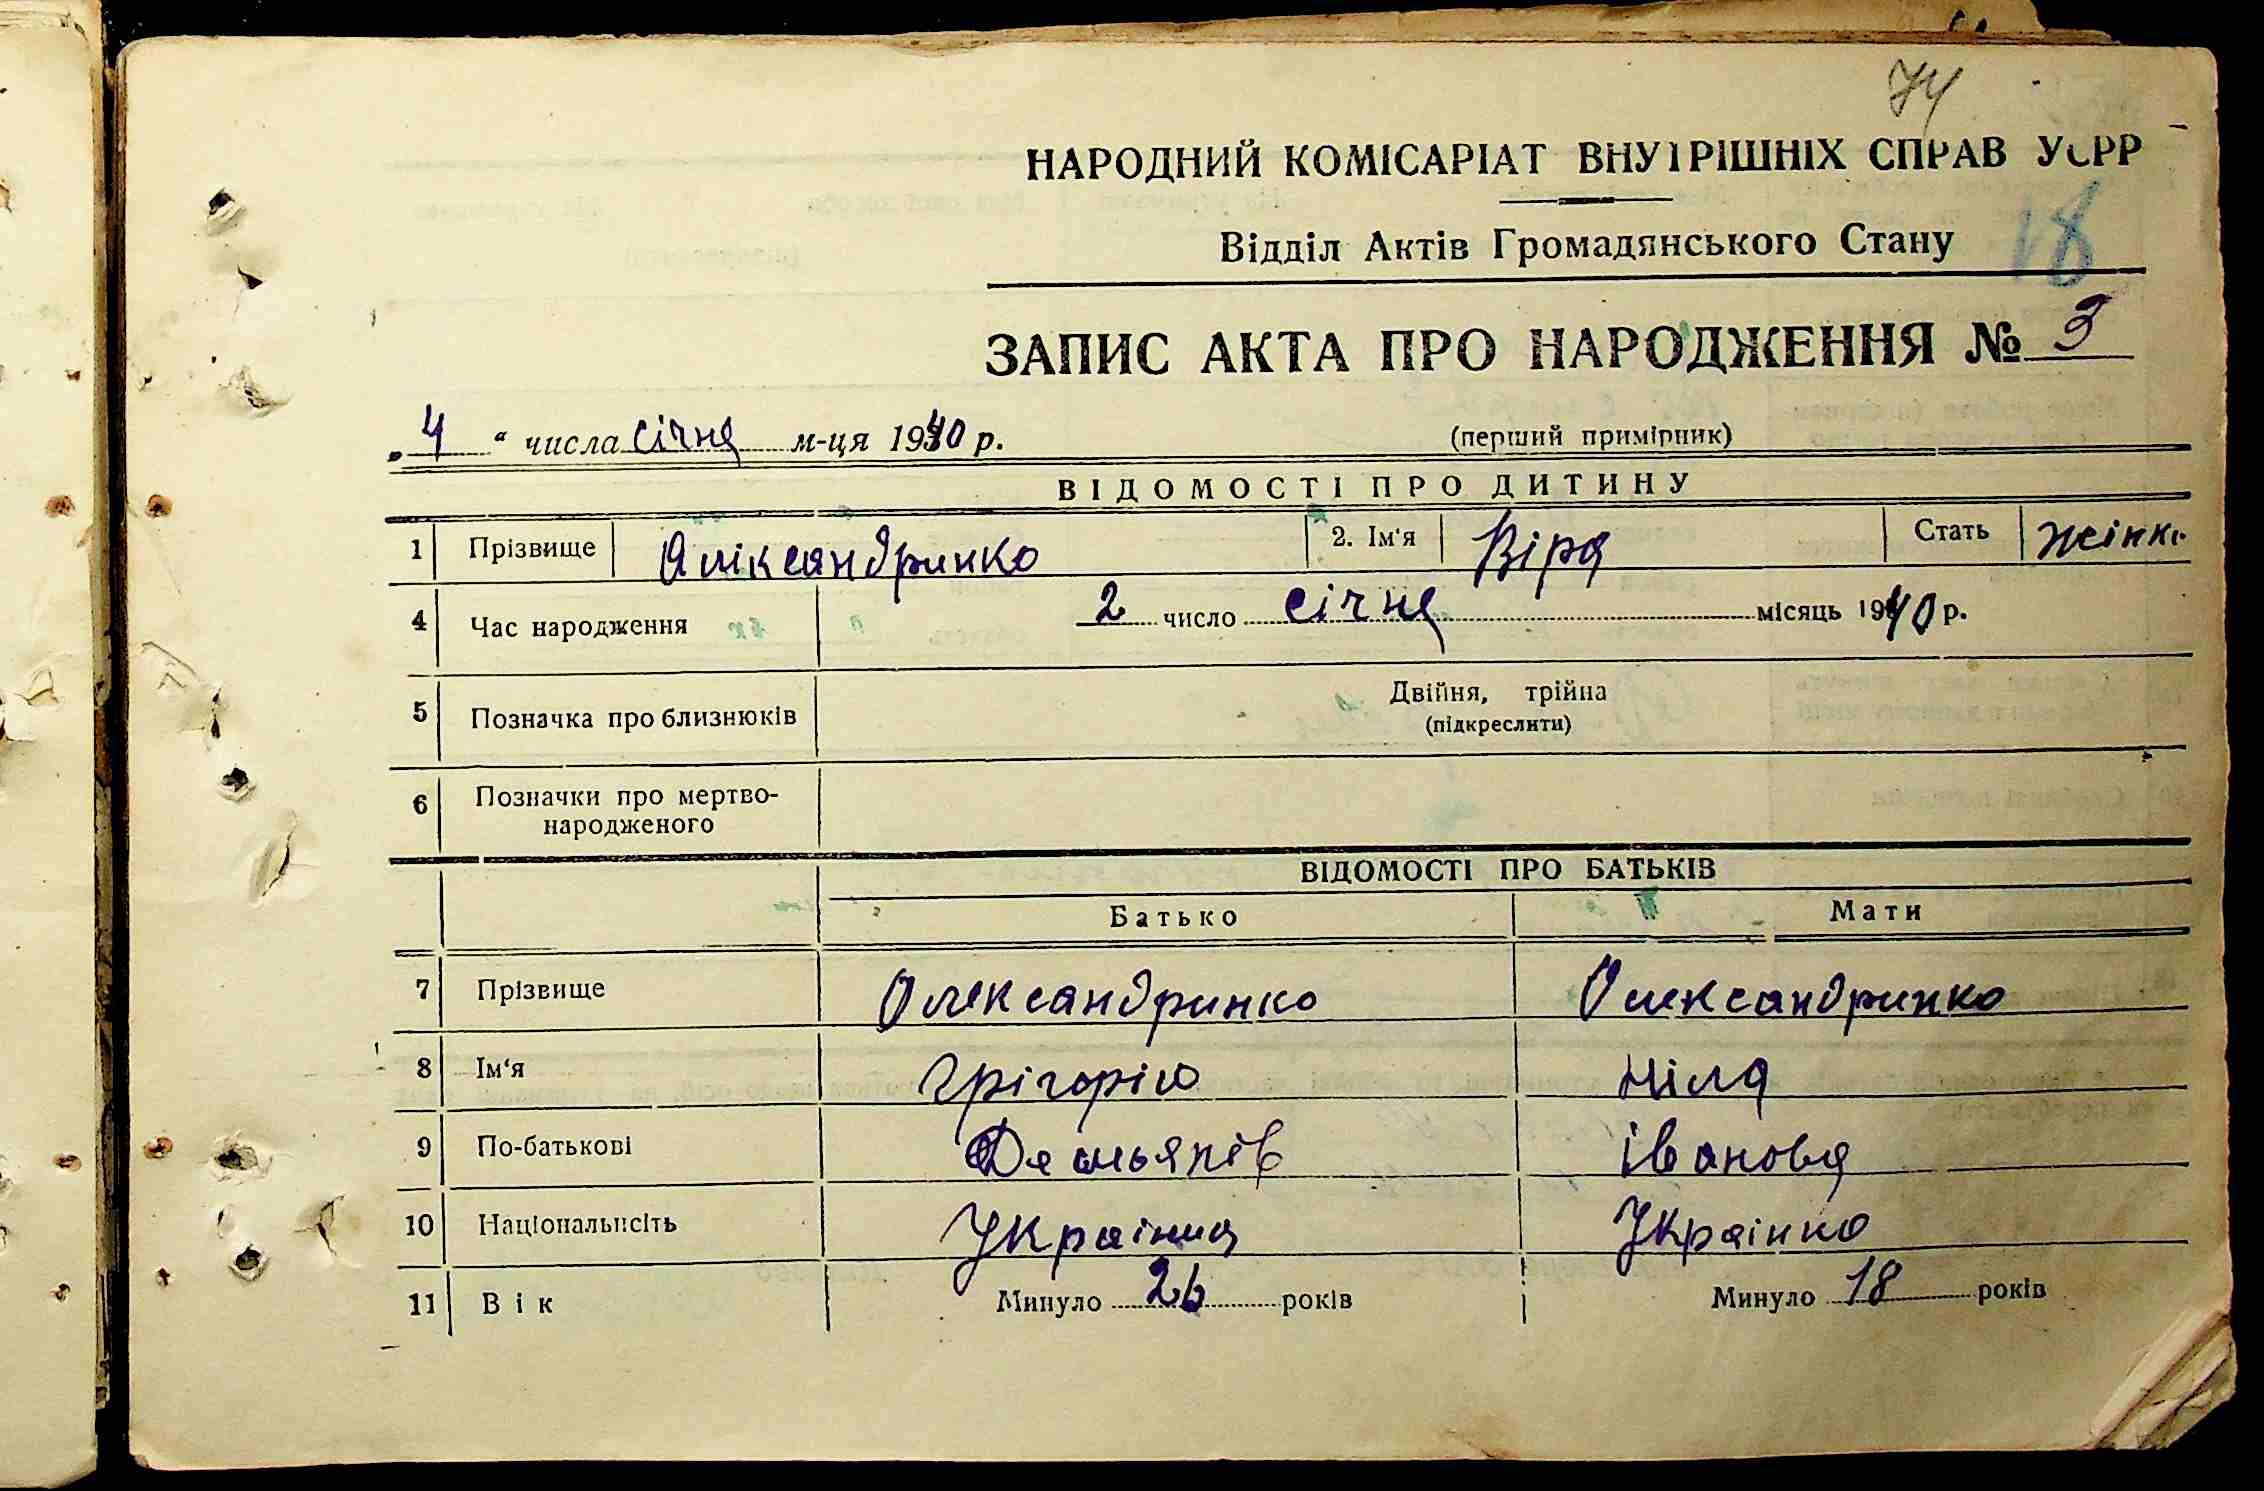 74
НАРОДНИЙ КОМІСАРІАТ ВНУТРІШНІХ СПРАВ УСРР
18
Відділ Актів Громадянського Стану
ЗАПИС АКТА ПРО НАРОДЖЕННЯ № 3
„ 4 “ числа січня м-ця 1940 р. (перший примірник)
ВІДОМОСТІ ПРО ДИТИНУ
1 Прізвище Олександринко 2. Ім'я Віра Стать жінк
4 Час народження 2 число січня місяць 1940 р.
5 Позначка про близнюків Двійня, трійна
(підкреслити)
6 Позначки про мертво-
народженого
ВІДОМОСТІ ПРО БАТЬКІВ
Батько Мати
7 Прізвище Олександринко Олександринко
8 Ім'я Грігорію Ніла
9 По-батькові Демьянів Іванова
10 Національність Українца Украінка
11 Вік Минуло 26 років Минуло 18 років